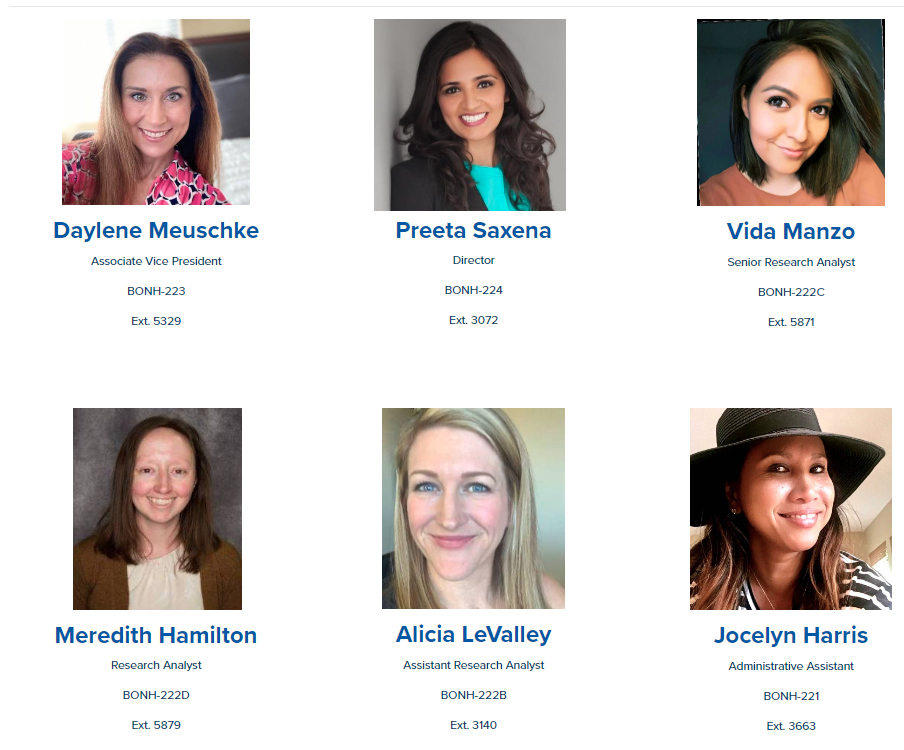 Daylene Meuschke
Associate Vice President
BONH-223
Ext. 5329
Preeta Saxena
Director
BONH-224
Ext. 3072
Vida Manzo
Senior Research Analyst
BONH-222C
Ext. 5871
Meredith Hamilton
Research Analyst
BONH-222D
Ext. 5879
Alicia LeValley
Assistant Research Analyst
BONH-222B
Ext. 3140
Jocelyn Harris
Administrative Assistant
BONH-221
Ext. 3663